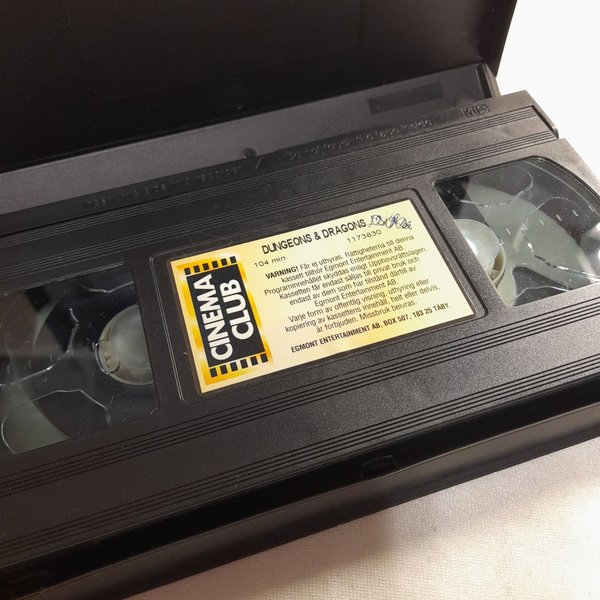 VHS
DUNGEONS & DRAGONS
104 min.
1173830
VARNING! Får ej uthyras. Rättigheterna till denna
kassett tillhör Egmont Entertainment AB.
Programinnehållet skyddas enligt Upphovsrättslagen.
Kassetten får endast säljas till privat bruk och
endast av dem som har tillstånd därtill av
Egmont Entertainment AB.
Varje form av offentlig visning, uthyring eller
kopiering av kassettens innehåll, helt eller delvis,
är förbjuden. Missbruk beivras.
EGMONT ENTERTAINMENT AB. BOX 507. 183 25 TÄBY.
CINEMA
CLUB